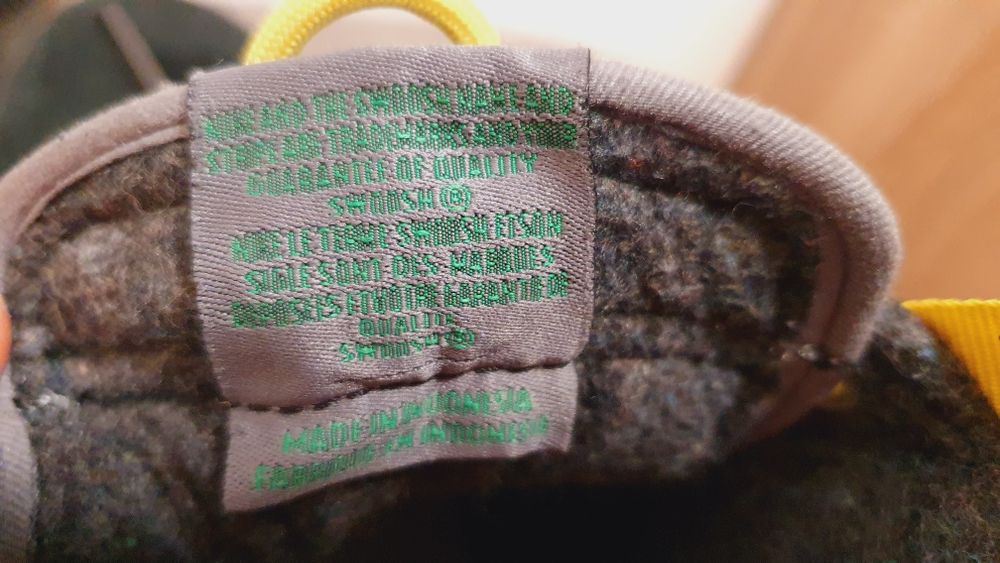 NIKE AND THE SWOOSH NAME AND
STRIPS ARE TRADEMARKS AND YOUR
GUARANTEE OF QUALITY
SWOOSH ®
NIKE LE TERME SWOOSH ET SON
SIGLE SONT DES MARQUES
DEPOSEES ET VOTRE GARANTIE DE
QUALITE
SWOOSH ®
MADE IN INDONESIA
FABRIQUE EN INDONESIE